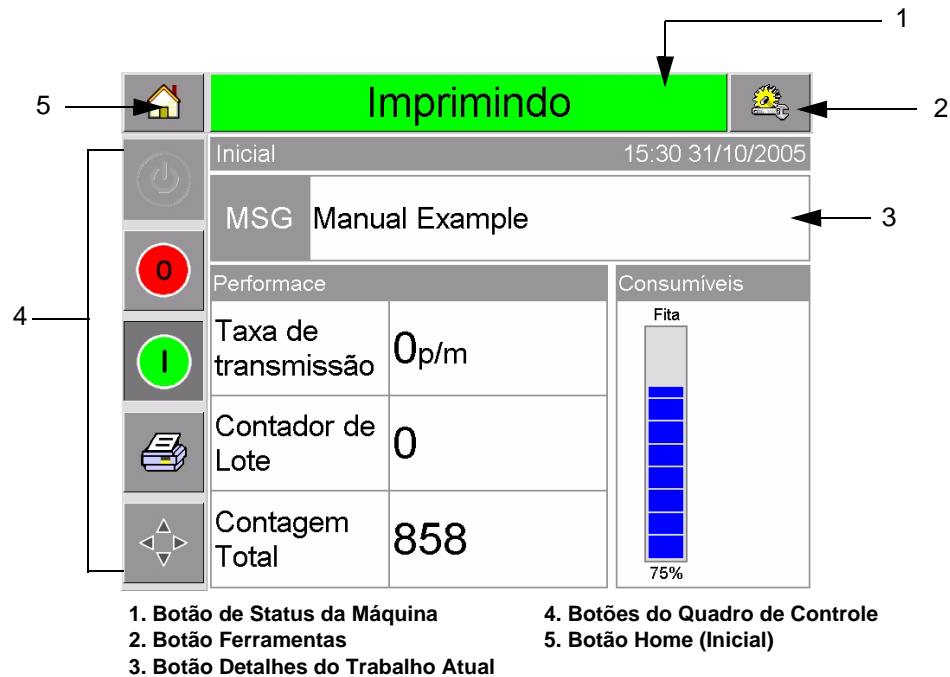 1
Imprimindo
5
2
Inicial 15:30 31/10/2005
MSG Manual Example
3
0
Performace
Consumíveis
Fita
4
Taxa de
transmissão
0p/m
I
Contador de
Lote
0
Contagem
Total
858
75%
1. Botão de Status da Máquina
2. Botão Ferramentas
3. Botão Detalhes do Trabalho Atual
4. Botões do Quadro de Controle
5. Botão Home (Inicial)